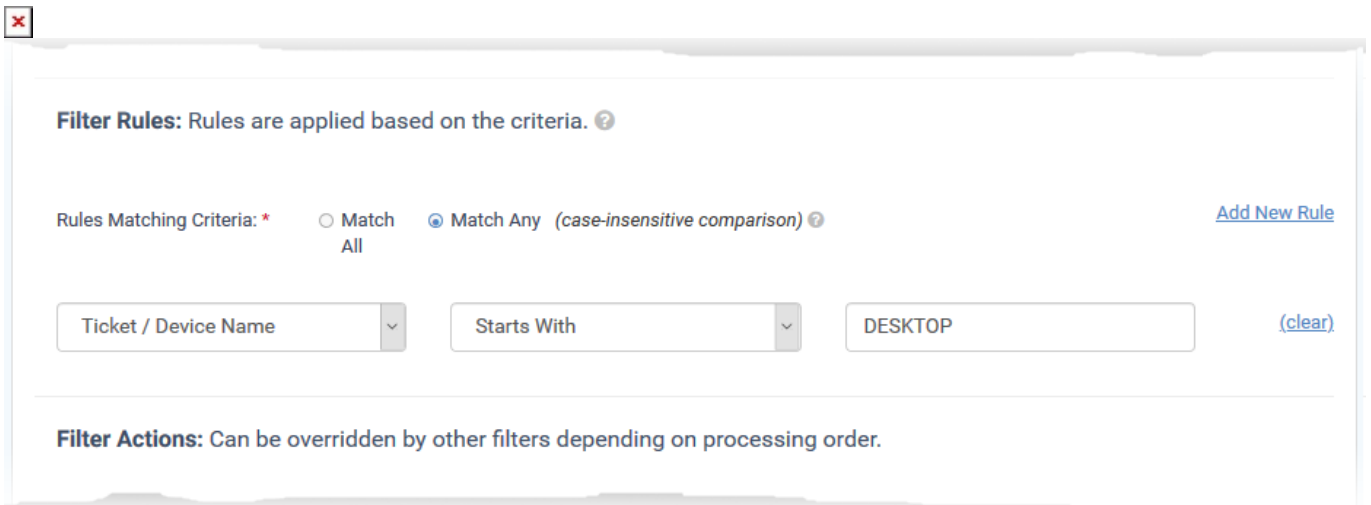 Filter Rules: Rules are applied based on the criteria.
Rules Matching Criteria: * Match All Match Any (case-insensitive comparison) Add New Rule
Ticket / Device Name Starts With DESKTOP (clear)
Filter Actions: Can be overridden by other filters depending on processing order.